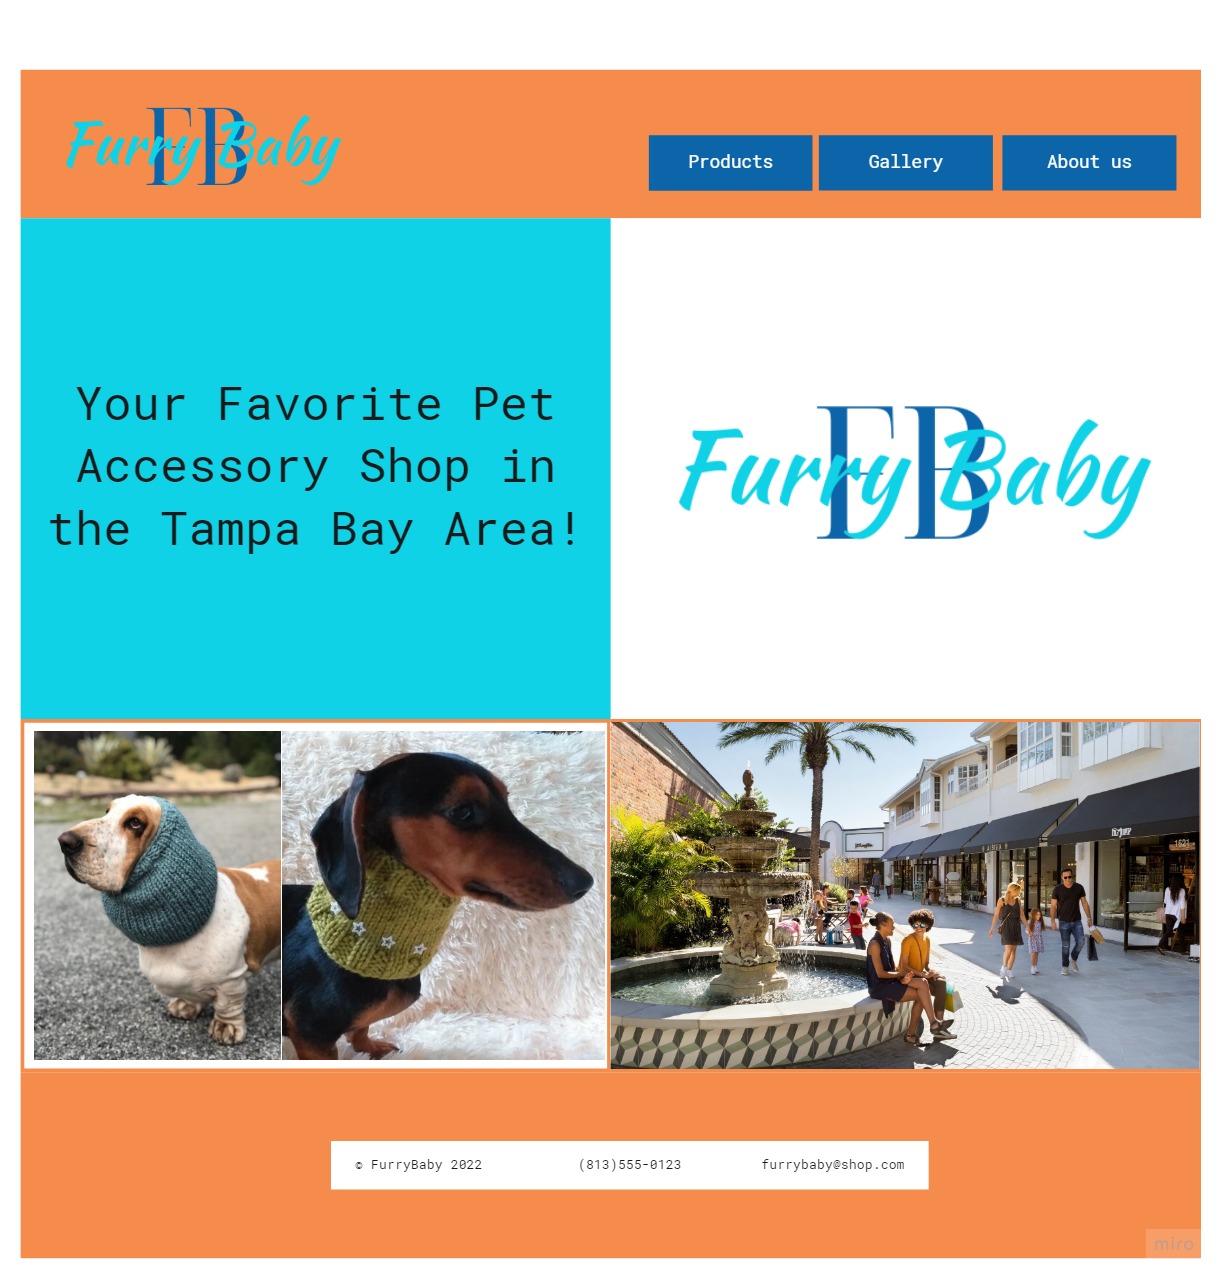 FB
Furry Baby
Products
Gallery
About us
Your Favorite Pet
Accessory Shop in
the Tampa Bay Area!
FB
Furry Baby
1621
© FurryBaby 2022
(813)555-0123
furrybaby@shop.com
miro